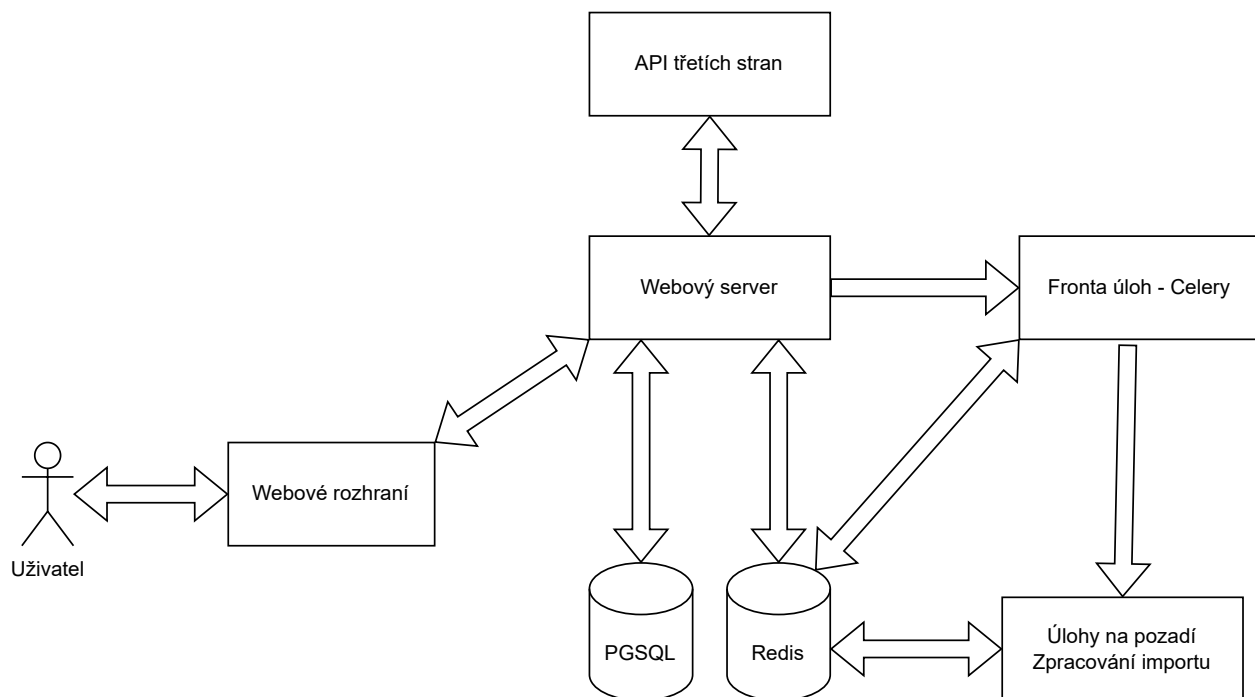 API třetích stran
Webový server
Fronta úloh - Celery
Webové rozhraní
Uživatel
PGSQL
Redis
Úlohy na pozadí
Zpracování importu